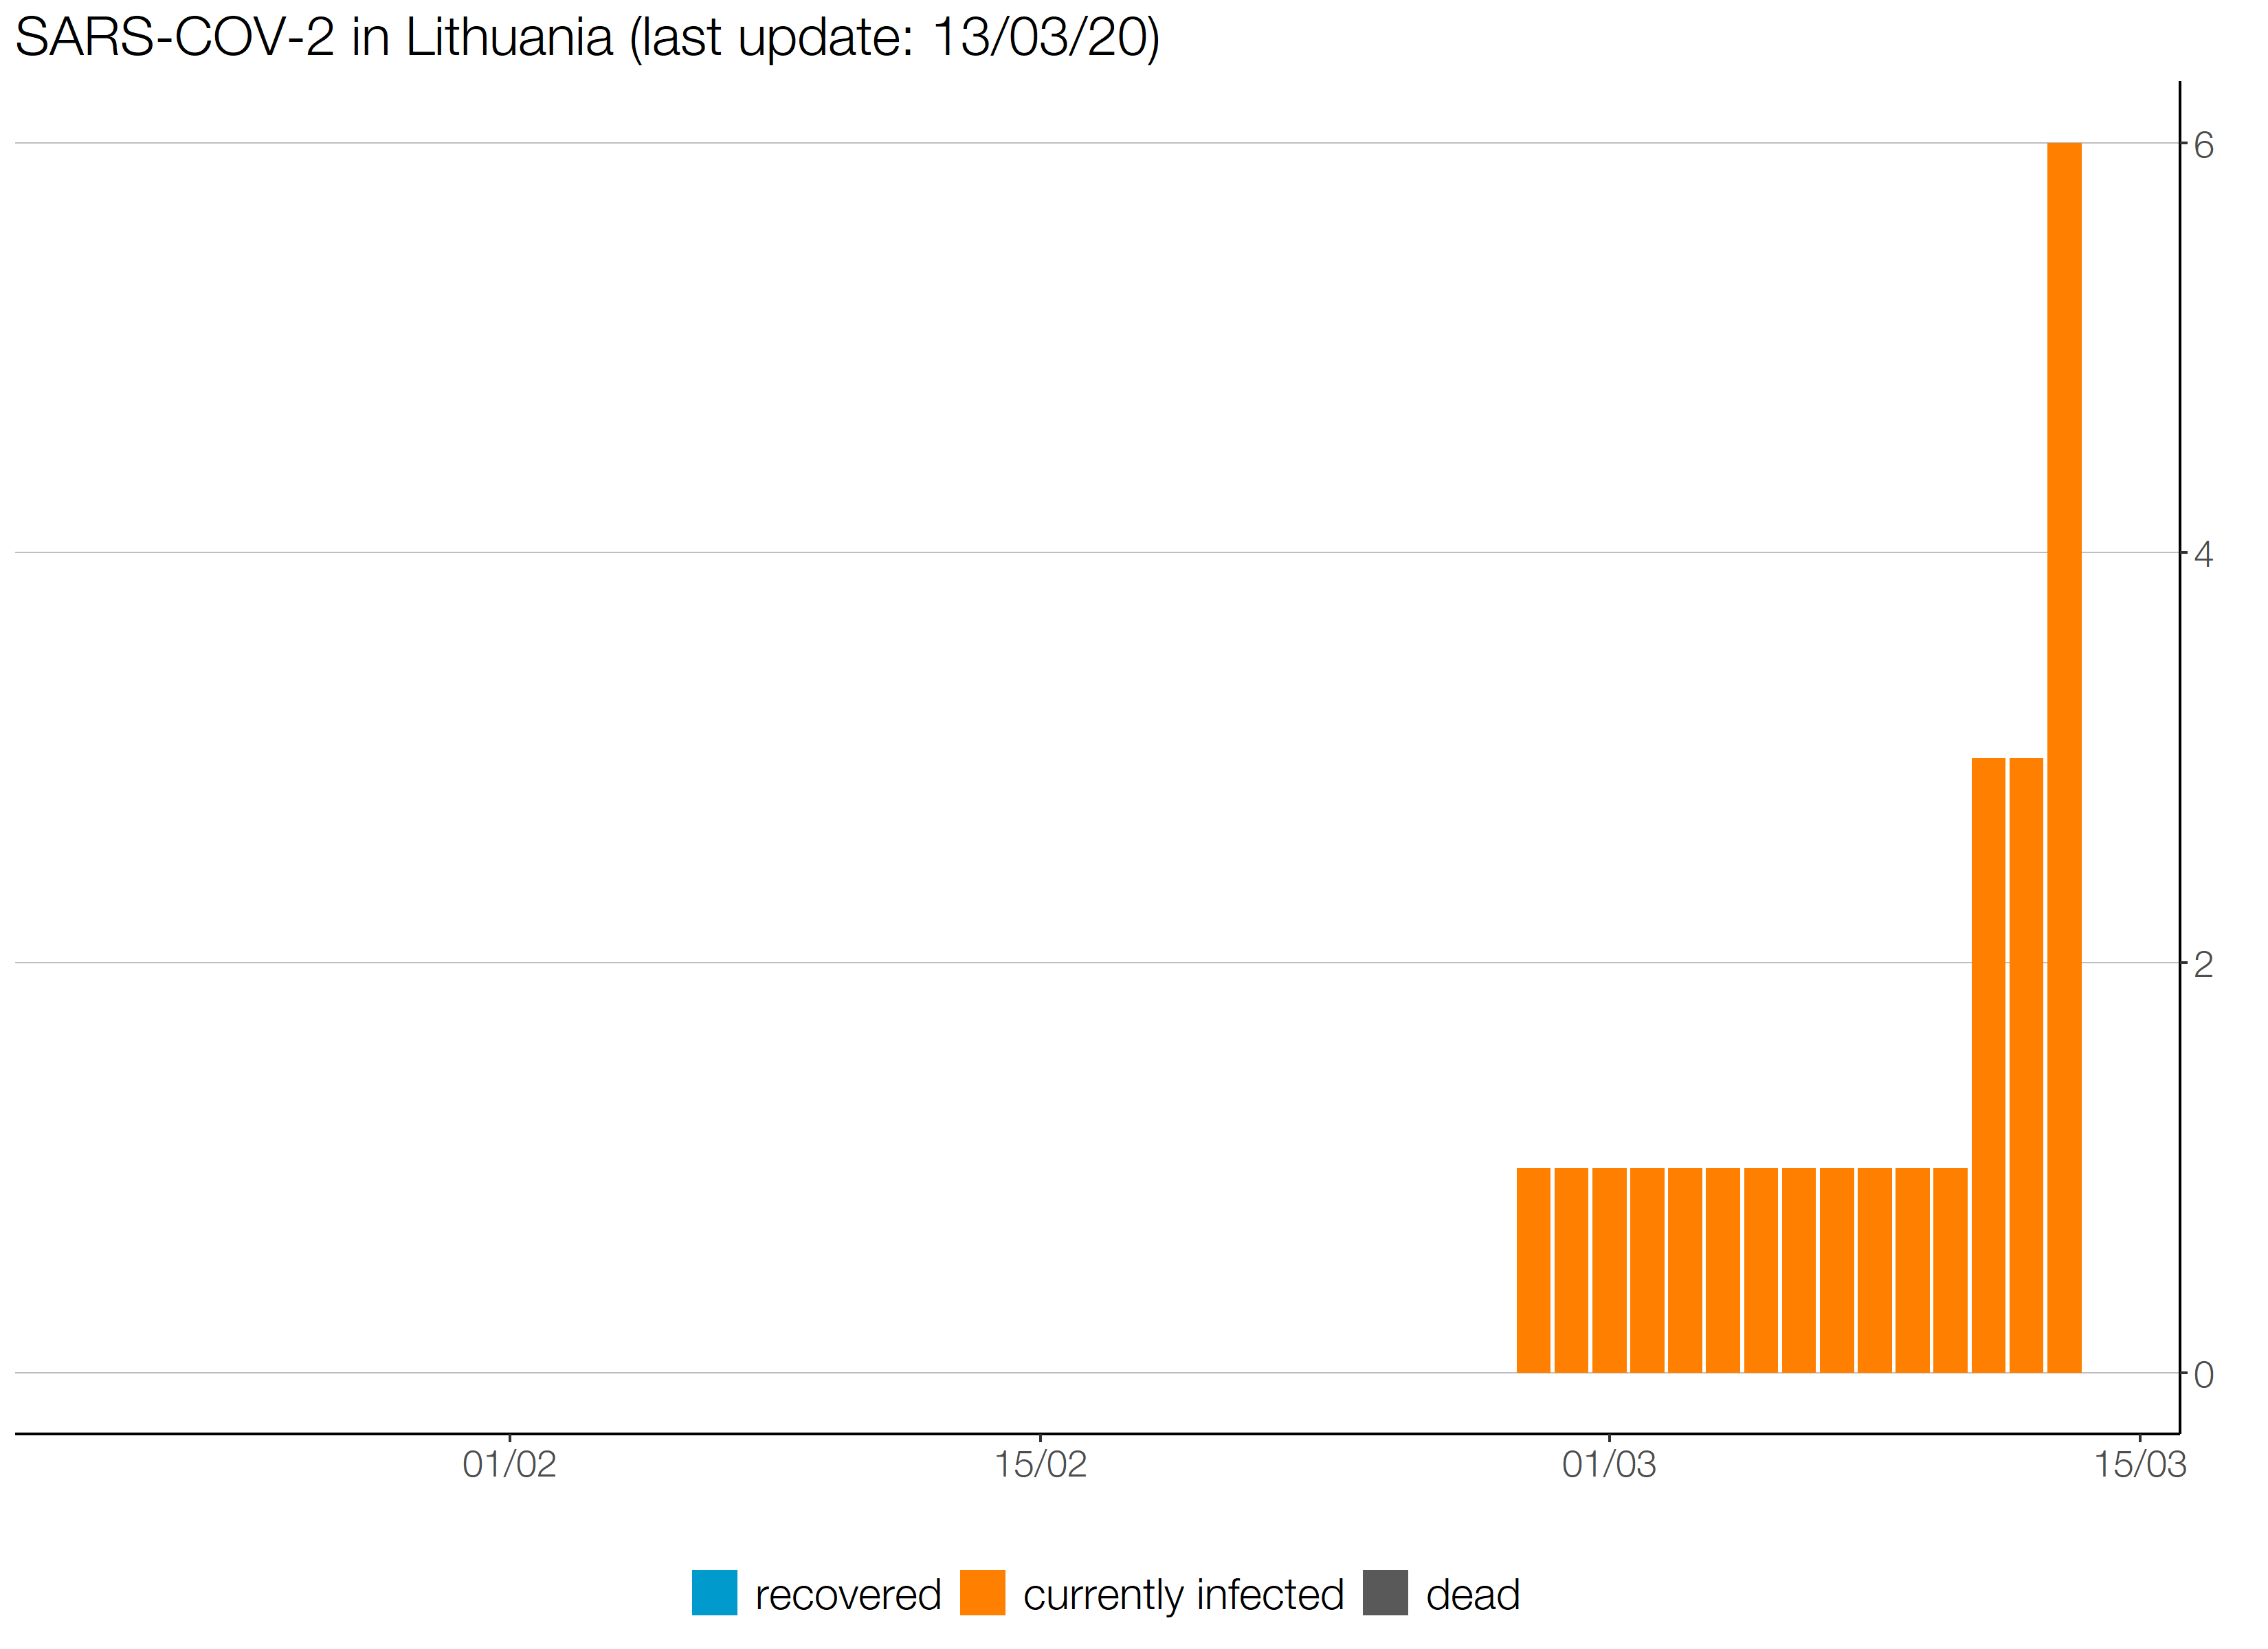 SARS-COV-2 in Lithuania (last update: 13/03/20)
6
4
2
0
01/02 15/02 01/03 15/03
recovered currently infected dead